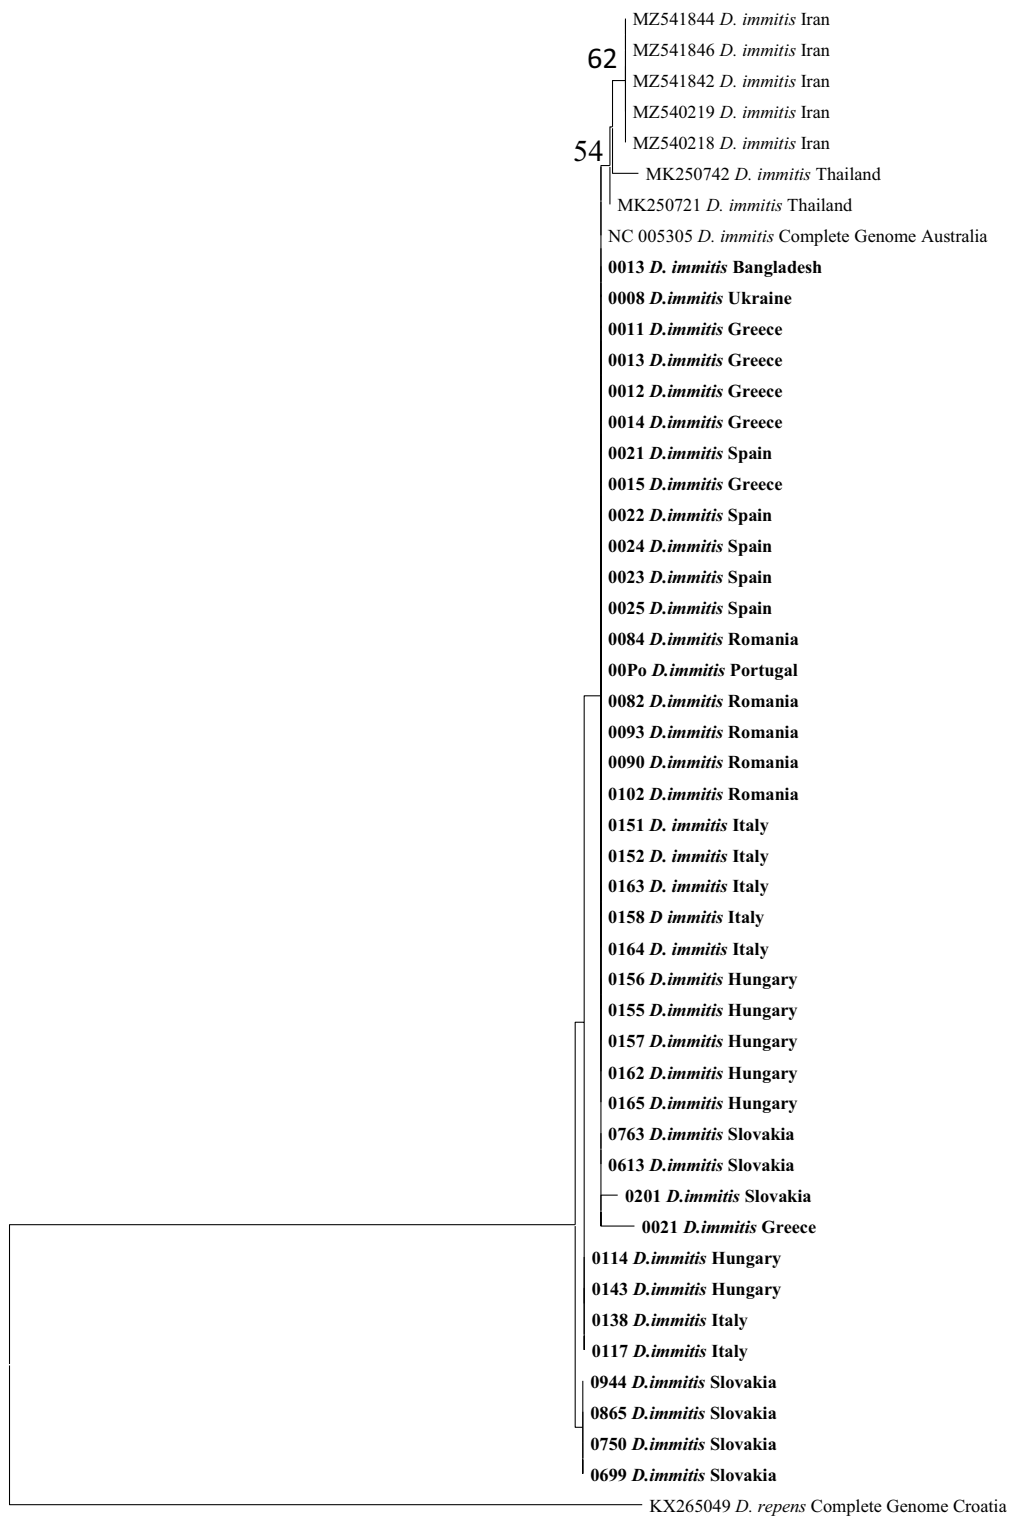 MZ541844 D. immitis Iran
MZ541846 D. immitis Iran
62
MZ541842 D. immitis Iran
MZ540219 D. immitis Iran
MZ540218 D. immitis Iran
54
MK250742 D. immitis Thailand
MK250721 D. immitis Thailand
NC 005305 D. immitis Complete Genome Australia
0013 D. immitis Bangladesh
0008 D.immitis Ukraine
0011 D.immitis Greece
0013 D.immitis Greece
0012 D.immitis Greece
0014 D.immitis Greece
0021 D.immitis Spain
0015 D.immitis Greece
0022 D.immitis Spain
0024 D.immitis Spain
0023 D.immitis Spain
0025 D.immitis Spain
0084 D.immitis Romania
00Po D.immitis Portugal
0082 D.immitis Romania
0093 D.immitis Romania
0090 D.immitis Romania
0102 D.immitis Romania
0151 D. immitis Italy
0152 D. immitis Italy
0163 D. immitis Italy
0158 D immitis Italy
0164 D. immitis Italy
0156 D.immitis Hungary
0155 D.immitis Hungary
0157 D.immitis Hungary
0162 D.immitis Hungary
0165 D.immitis Hungary
0763 D.immitis Slovakia
0613 D.immitis Slovakia
0201 D.immitis Slovakia
0021 D.immitis Greece
0114 D.immitis Hungary
0143 D.immitis Hungary
0138 D.immitis Italy
0117 D.immitis Italy
0944 D.immitis Slovakia
0865 D.immitis Slovakia
0750 D.immitis Slovakia
0699 D.immitis Slovakia
KX265049 D. repens Complete Genome Croatia